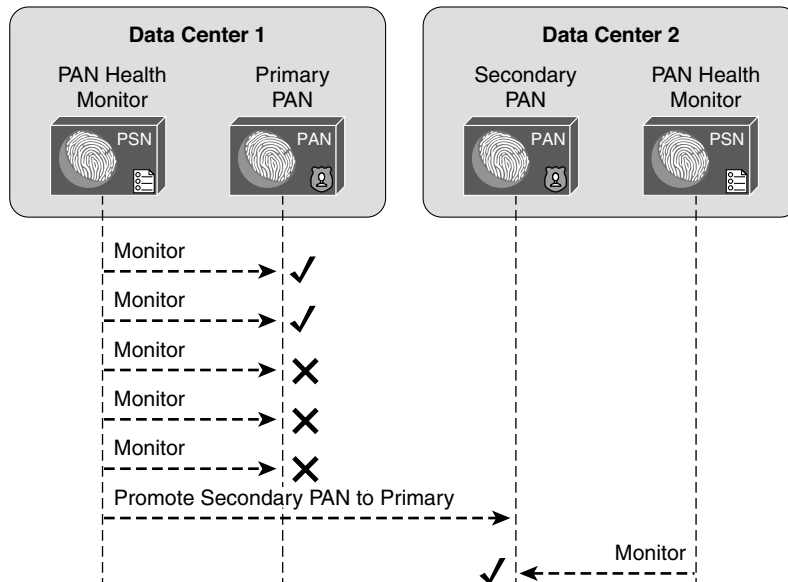 Data Center 1
PAN Health
Monitor
Primary
PAN
PSN
PAN
Data Center 2
Secondary
PAN
PAN Health
Monitor
PAN
PSN
Monitor
Monitor
Monitor
Monitor
Monitor
Promote Secondary PAN to Primary
Monitor